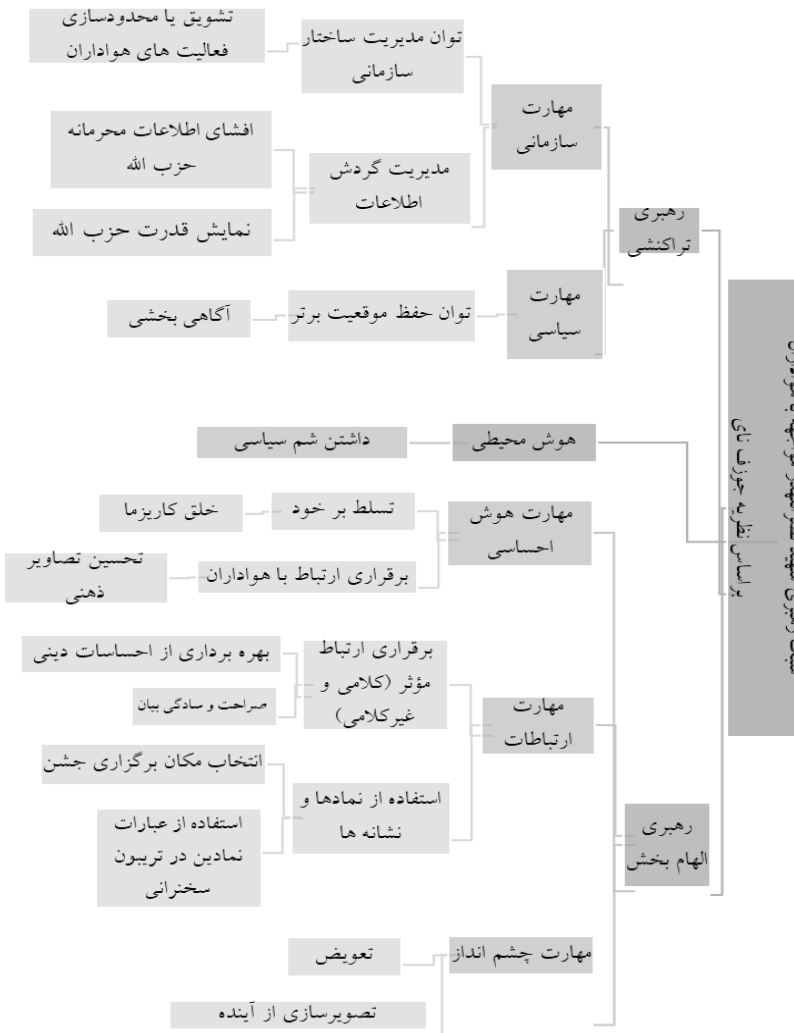 براساس نظریه جوزف نای
رهبری
تراکنشی
مهارت
سازمانی
توان مدیریت ساختار
سازمانی
تشویق یا محدودسازی
فعالیت های هواداران
مدیریت گردش
اطلاعات
افشای اطلاعات محرمانه
حزب الله
نمایش قدرت حزب الله
مهارت
سیاسی
توان حفظ موقعیت برتر
آگاهی بخشی
هوش محیطی
داشتن شم سیاسی
رهبری
الهام بخش
مهارت هوش
احساسی
تسلط بر خود
خلق کاریزما
برقراری ارتباط با هواداران
تحسین تصاویر
ذهنی
مهارت
ارتباطات
برقراری ارتباط
مؤثر (کلامی و
غیرکلامی)
بهره برداری از احساسات دینی
صراحت و سادگی بیان
استفاده از نمادها و
نشانه ها
انتخاب مکان برگزاری جشن
استفاده از عبارات
نمادین در تریبون
سخنرانی
مهارت چشم انداز
تعویض
تصویرسازی از آینده